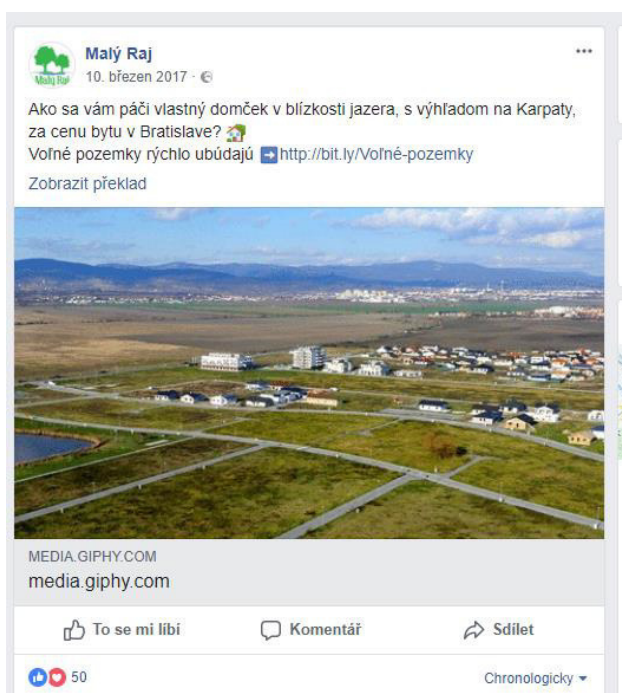 Malý Raj
10. březen 2017 ·
Malý Raj
Ako sa vám páči vlastný domček v blízkosti jazera, s výhľadom na Karpaty,
za cenu bytu v Bratislave? 🏡
Voľné pozemky rýchlo ubúdajú ➡http://bit.ly/Voľné-pozemky
Zobrazit překlad
MEDIA.GIPHY.COM
media.giphy.com
To se mi líbí Komentář Sdílet
50 Chronologicky